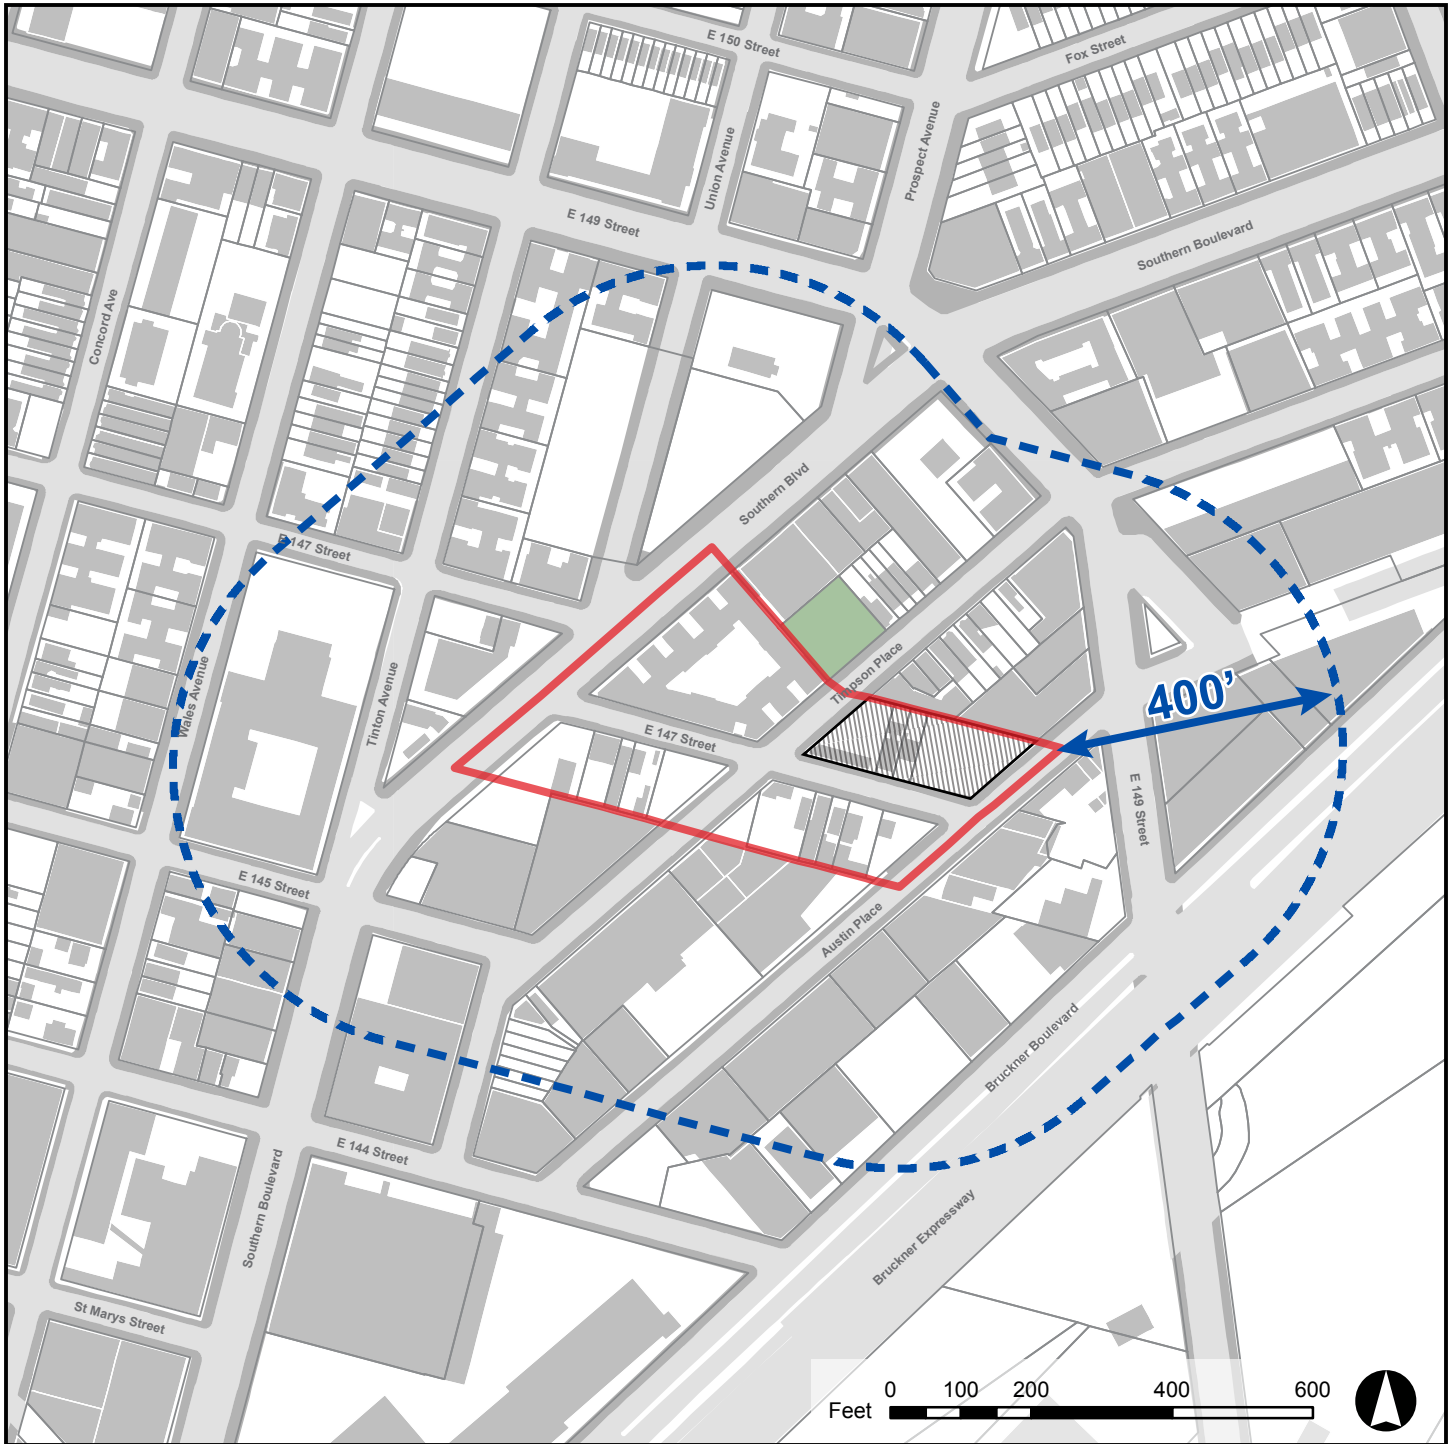 E 150 Street
Fox Street
Prospect Avenue
Union Avenue
E 149 Street
Southern Boulevard
Concord Ave
Southern Blvd
E 147 Street
Timpson Place
Wales Avenue
Tinton Avenue
400'
E 147 Street
E 149 Street
E 145 Street
Austin Place
Bruckner Boulevard
E 144 Street
Southern Boulevard
Bruckner Expressway
St Marys Street
0 100 200 400 600
Feet